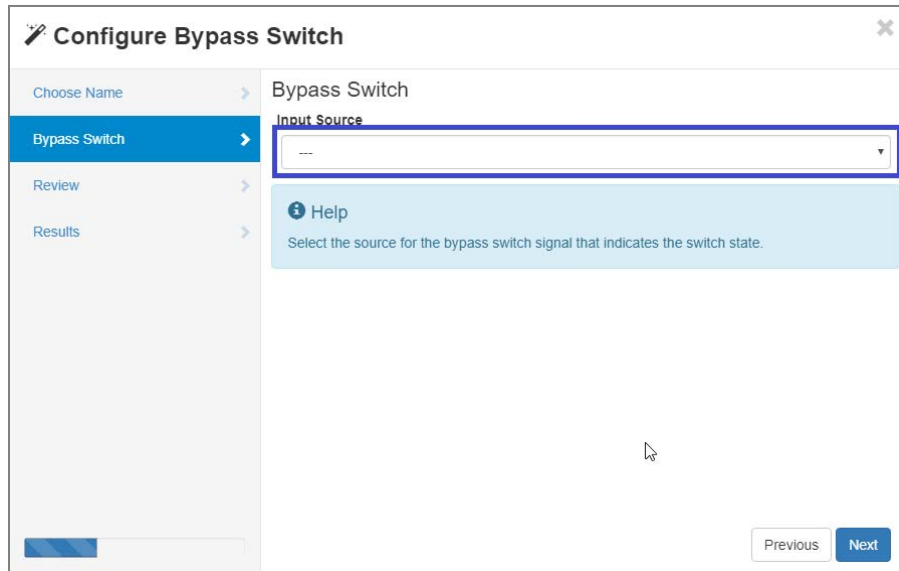 Configure Bypass Switch
Choose Name
Bypass Switch
Review
Results
Bypass Switch
Input Source
---
Help
Select the source for the bypass switch signal that indicates the switch state.
Previous
Next